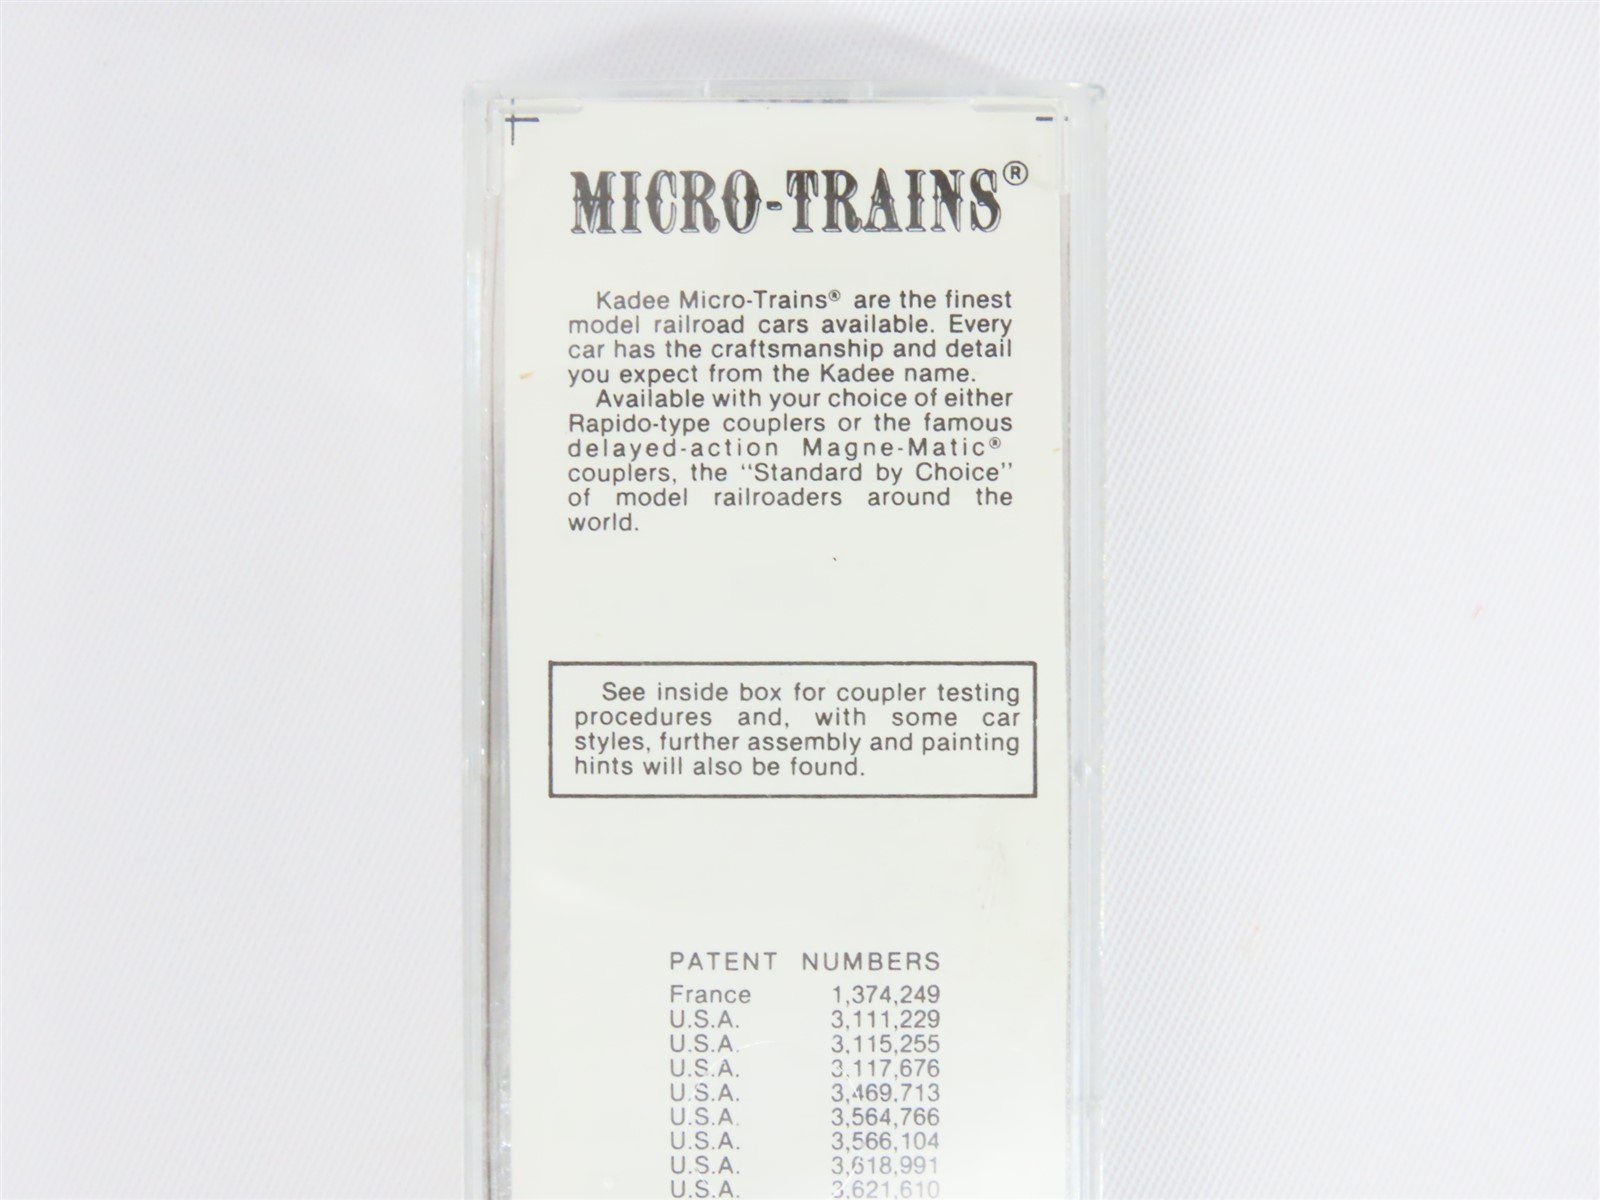 MICRO-TRAINS®
Kadee Micro-Trains® are the finest
model railroad cars available. Every
car has the craftsmanship and detail
you expect from the Kadee name.
Available with your choice of either
Rapido-type couplers or the famous
delayed-action Magne-Matic®
couplers, the "Standard by Choice"
of model railroaders around the
world.
See inside box for coupler testing
procedures and, with some car
styles, further assembly and painting
hints will also be found.
PATENT NUMBERS
France 1,374,249
U.S.A. 3,111,229
U.S.A. 3,115,255
U.S.A. 3,117,676
U.S.A. 3,469,713
U.S.A. 3,564,766
U.S.A. 3,566,104
U.S.A. 3,618,991
U.S.A. 3,621,610